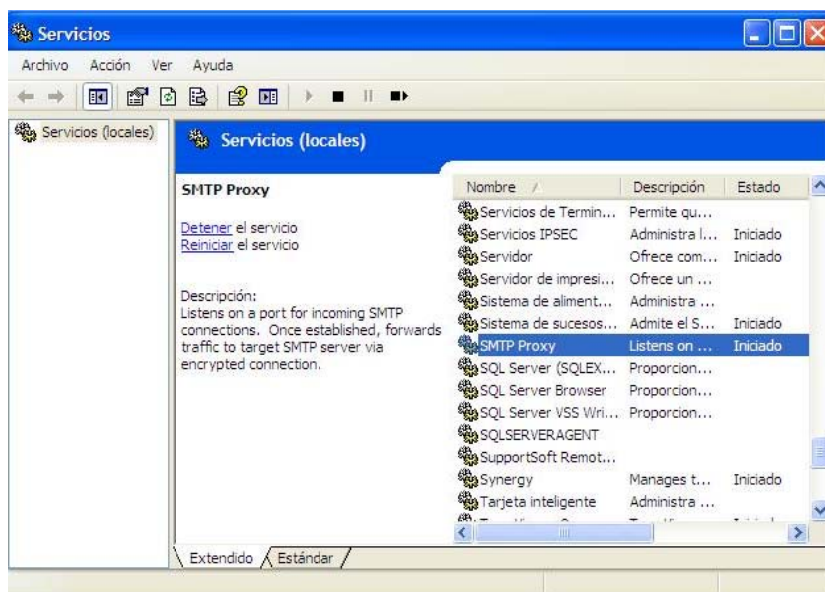 Servicios
Archivo Acción Ver Ayuda
Servicios (locales)
Servicios (locales)
SMTP Proxy
Detener el servicio
Reiniciar el servicio
Descripción:
Listens on a port for incoming SMTP
connections. Once established, forwards
traffic to target SMTP server via
encrypted connection.
Nombre Descripción Estado
Servicios de Termin... Permite qu...
Servicios IPSEC Administra l... Iniciado
Servidor Ofrece com... Iniciado
Servidor de impresi... Ofrece un ...
Sistema de aliment... Administra ...
Sistema de sucesos... Admite el S... Iniciado
SMTP Proxy Listens on ... Iniciado
SQL Server (SQLEX... Proporcion...
SQL Server Browser Proporcion...
SQL Server VSS Wri... Proporcion...
SQLSERVERAGENT
SupportSoft Remot...
Synergy Manages t... Iniciado
Tarjeta inteligente Administra ...
Extendido Estándar